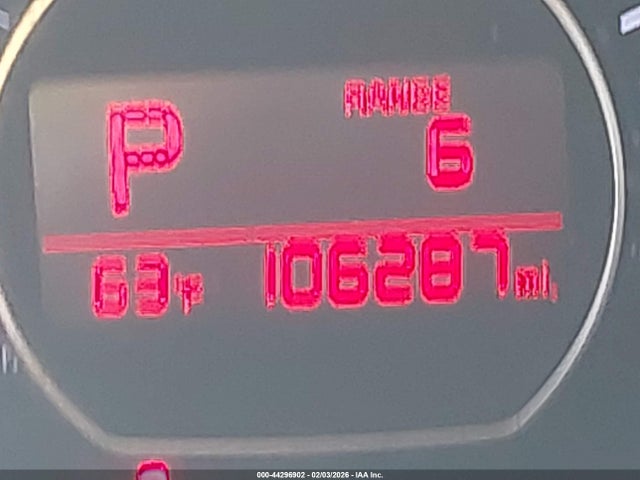 P RANGE
6
63°F 106287 mi.
000-44296902 - 02/03/2026 - IAA Inc.